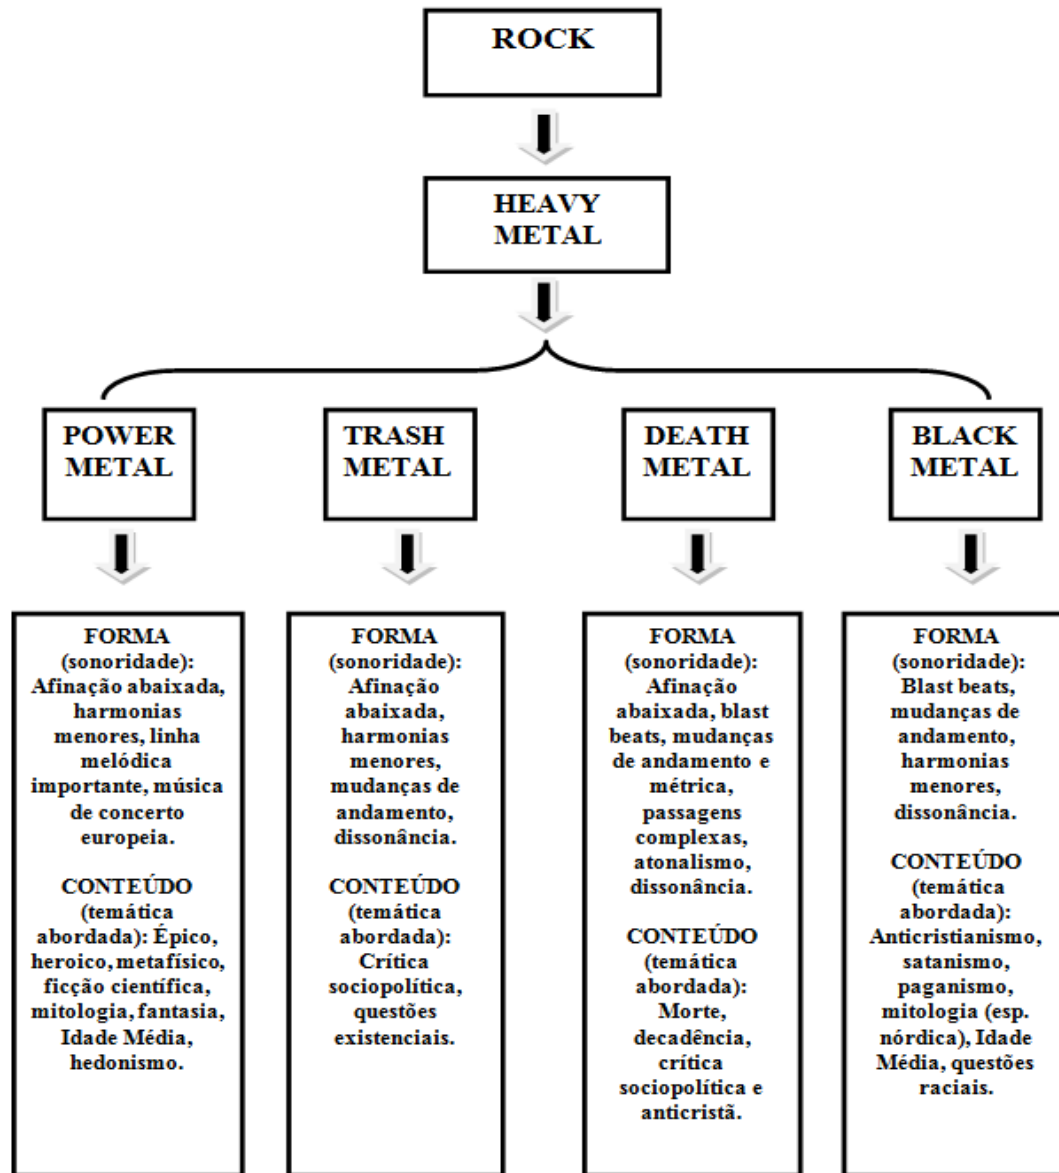 ROCK
HEAVY
METAL
POWER
METAL
TRASH
METAL
DEATH
METAL
BLACK
METAL
FORMA
(sonoridade):
Afinação abaixada,
harmonias
menores, linha
melódica
importante, música
de concerto
europeia.
CONTEÚDO
(temática
abordada): Épico,
heroico, metafísico,
ficção científica,
mitologia, fantasia,
Idade Média,
hedonismo.
FORMA
(sonoridade):
Afinação
abaixada,
harmonias
menores,
mudanças de
andamento,
dissonância.
CONTEÚDO
(temática
abordada):
Crítica
sociopolítica,
questões
existenciais.
FORMA
(sonoridade):
Afinação
abaixada, blast
beats, mudanças
de andamento e
métrica,
passagens
complexas,
atonalismo,
dissonância.
CONTEÚDO
(temática
abordada):
Morte,
decadência,
crítica
sociopolítica e
anticristã.
FORMA
(sonoridade):
Blast beats,
mudanças de
andamento,
harmonias
menores,
dissonância.
CONTEÚDO
(temática
abordada):
Anticristianismo,
satanismo,
paganismo,
mitologia (esp.
nórdica), Idade
Média, questões
raciais.